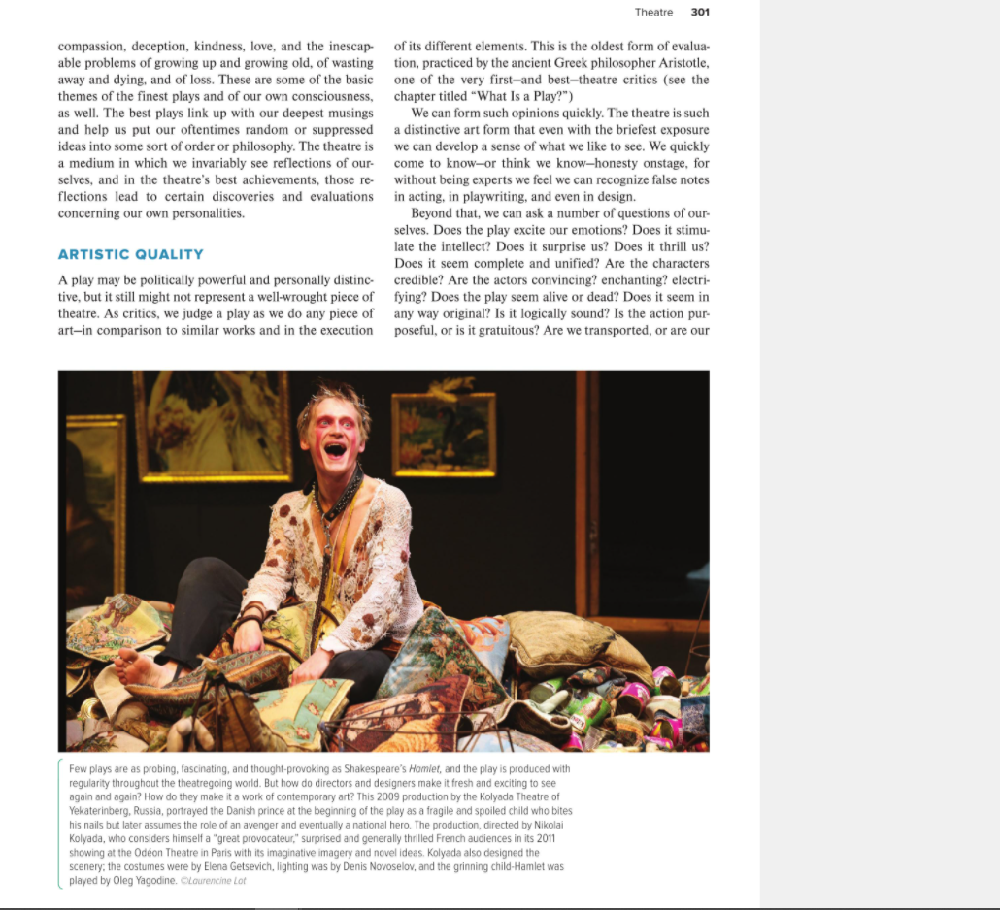 Theatre 301
compassion, deception, kindness, love, and the inescap-
able problems of growing up and growing old, of wasting
away and dying, and of loss. These are some of the basic
themes of the finest plays and of our own consciousness,
as well. The best plays link up with our deepest musings
and help us put our oftentimes random or suppressed
ideas into some sort of order or philosophy. The theatre is
a medium in which we invariably see reflections of our-
selves, and in the theatre's best achievements, those re-
flections lead to certain discoveries and evaluations
concerning our own personalities.
ARTISTIC QUALITY
A play may be politically powerful and personally distinc-
tive, but it still might not represent a well-wrought piece of
theatre. As critics, we judge a play as we do any piece of
art—in comparison to similar works and in the execution
of its different elements. This is the oldest form of evalua-
tion, practiced by the ancient Greek philosopher Aristotle,
one of the very first—and best—theatre critics (see the
chapter titled "What Is a Play?")
We can form such opinions quickly. The theatre is such
a distinctive art form that even with the briefest exposure
we can develop a sense of what we like to see. We quickly
come to know—or think we know—honesty onstage, for
without being experts we feel we can recognize false notes
in acting, in playwriting, and even in design.
Beyond that, we can ask a number of questions of our-
selves. Does the play excite our emotions? Does it stimu-
late the intellect? Does it surprise us? Does it thrill us?
Does it seem complete and unified? Are the characters
credible? Are the actors convincing? enchanting? electri-
fying? Does the play seem alive or dead? Does it seem in
any way original? Is it logically sound? Is the action pur-
poseful, or is it gratuitous? Are we transported, or are our
Few plays are as probing, fascinating, and thought-provoking as Shakespeare's Hamlet, and the play is produced with
regularity throughout the theatregoing world. But how do directors and designers make it fresh and exciting to see
again and again? How do they make it a work of contemporary art? This 2009 production by the Kolyada Theatre of
Yekaterinberg, Russia, portrayed the Danish prince at the beginning of the play as a fragile and spoiled child who bites
his nails but later assumes the role of an avenger and eventually a national hero. The production, directed by Nikolai
Kolyada, who considers himself a "great provocateur," surprised and generally thrilled French audiences in its 2011
showing at the Odéon Theatre in Paris with its imaginative imagery and novel ideas. Kolyada also designed the
scenery; the costumes were by Elena Getsevich, lighting was by Denis Novoselov, and the grinning child-Hamlet was
played by Oleg Yagodine. ©Laurencine Lot